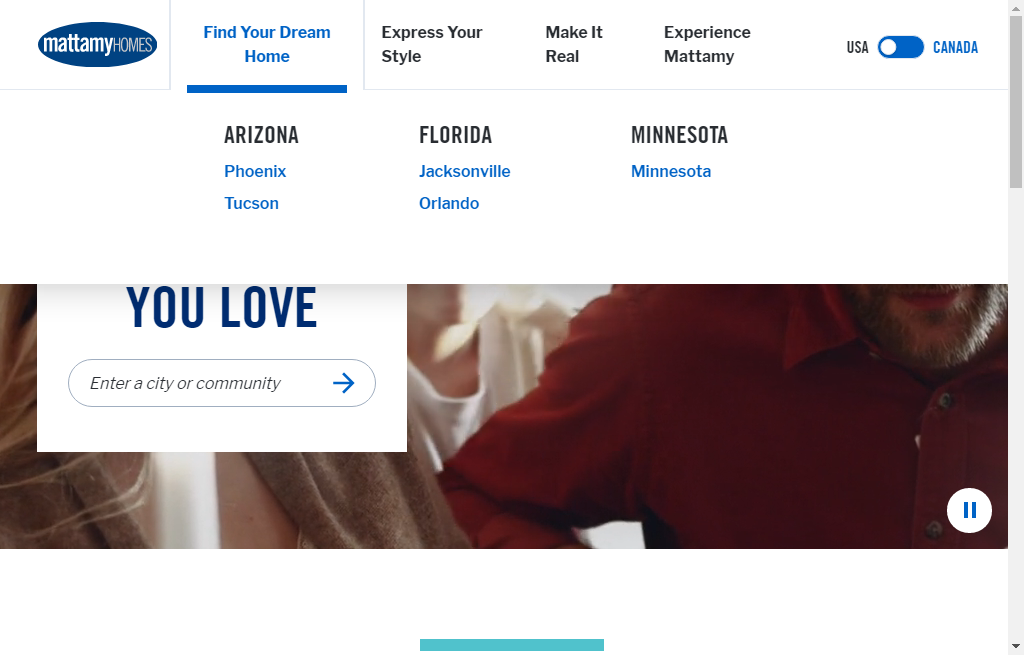 mattamyHOMES
Find Your Dream
Home
Express Your
Style
Make It
Real
Experience
Mattamy
USA
CANADA
ARIZONA
Phoenix
Tucson
FLORIDA
Jacksonville
Orlando
MINNESOTA
Minnesota
YOU LOVE
Enter a city or community